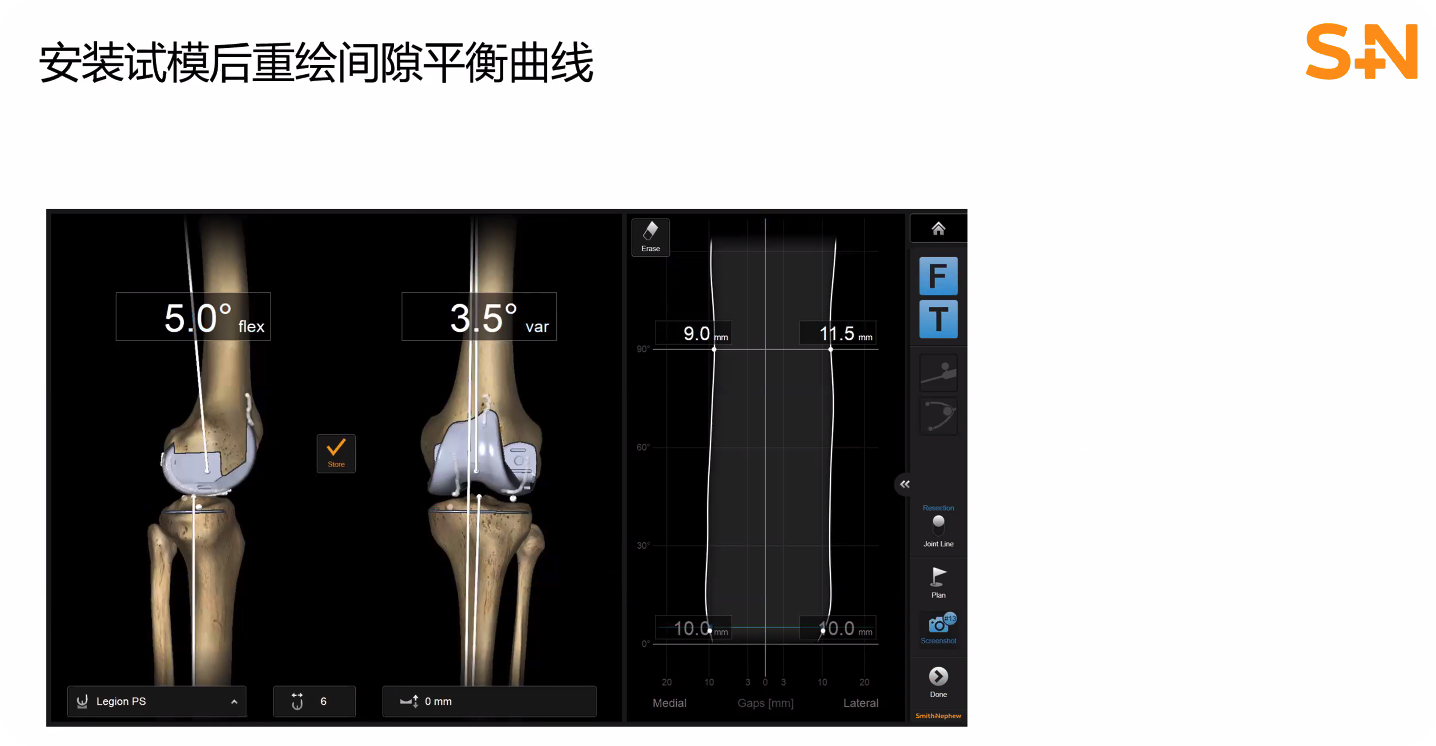 安装试模后重绘间隙平衡曲线
S+N
5.0° flex
3.5° var
Store
Legion PS
6
0 mm
Erase
9.0 mm
11.5 mm
90°
60°
30°
10.0 mm
10.0 mm
0°
20 10 3 0 3 10 20
Medial Gaps [mm] Lateral
F
T
Resection
Joint Line
Plan
#13
Screenshot
Done
Smith&Nephew